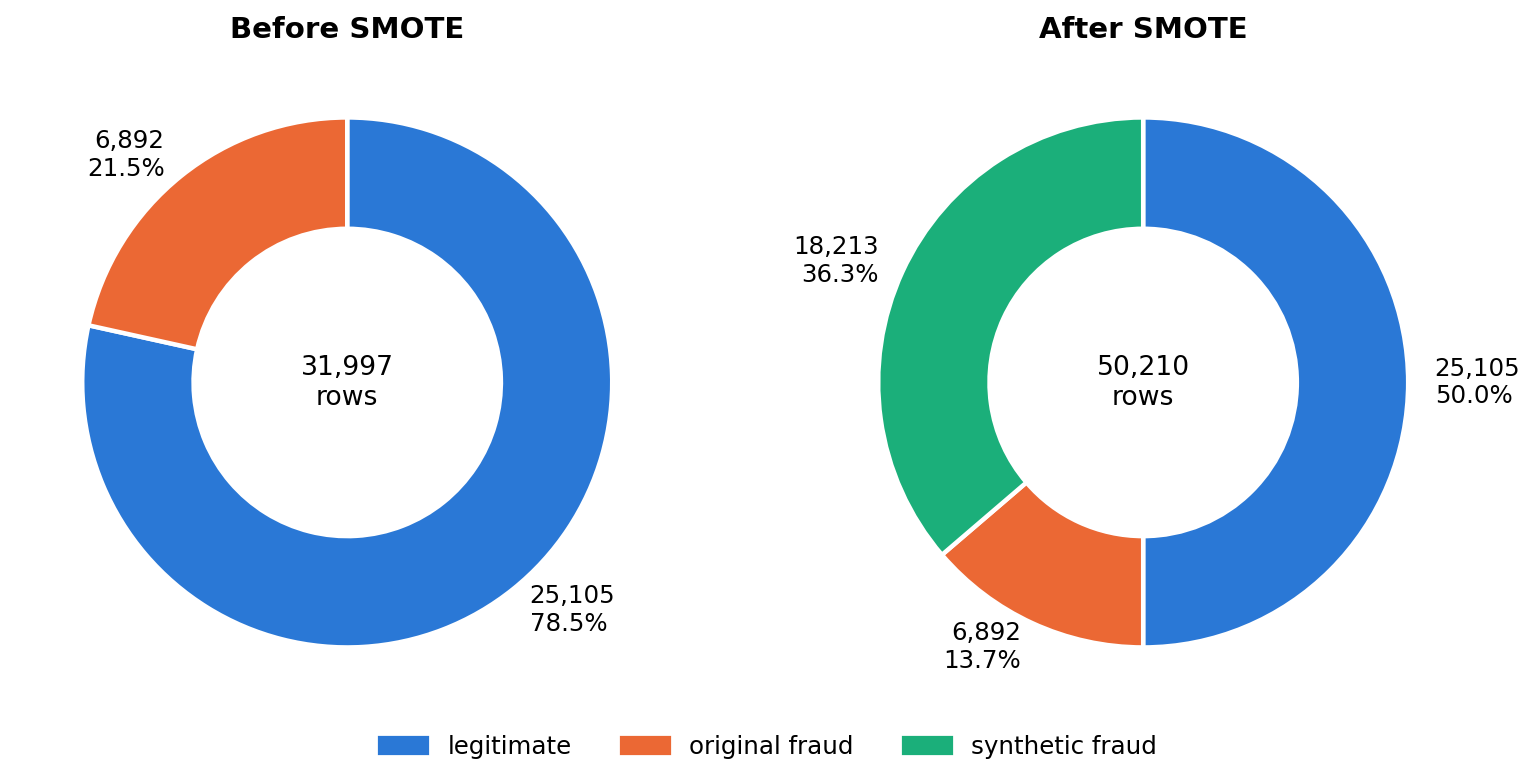 Before SMOTE
6,892
21.5%
31,997
rows
25,105
78.5%
After SMOTE
18,213
36.3%
50,210
rows
25,105
50.0%
6,892
13.7%
legitimate
original fraud
synthetic fraud